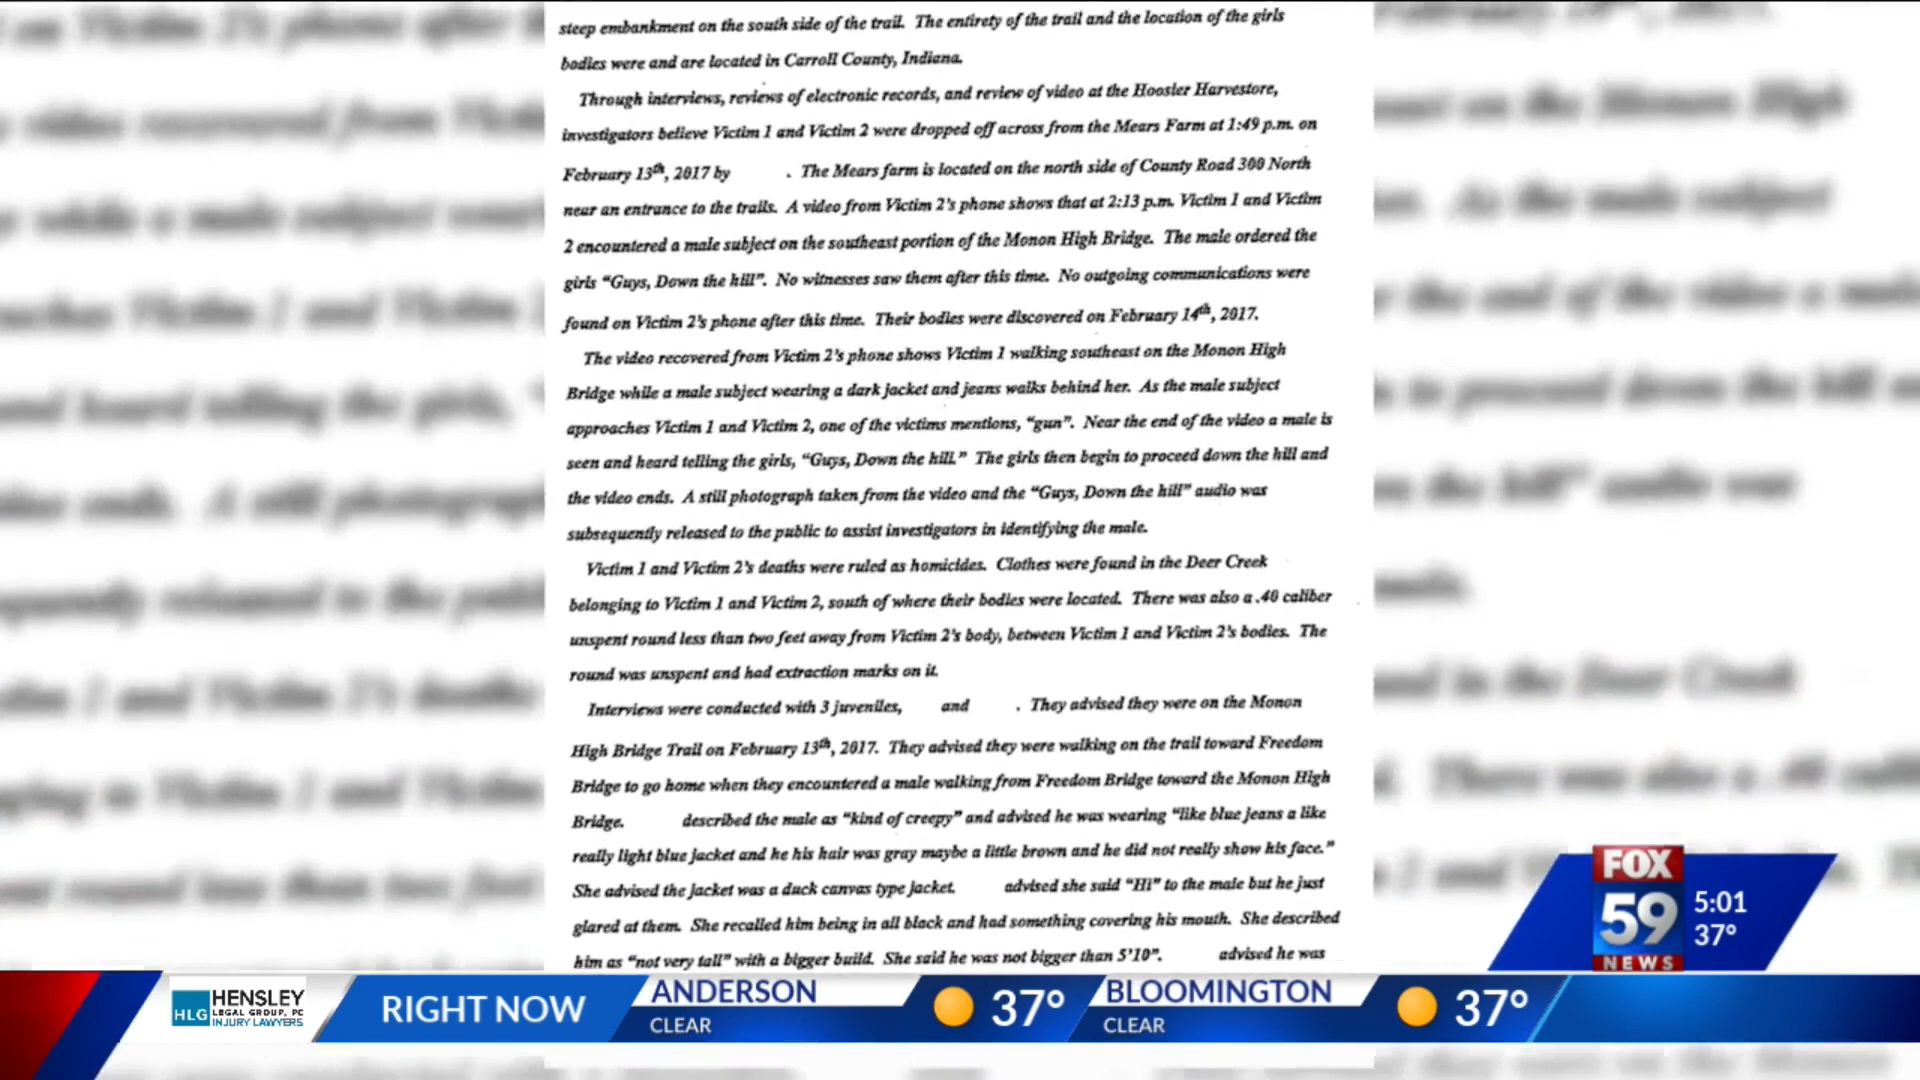 steep embankment on the south side of the trail. The entirety of the trail and the location of the girls
bodies were and are located in Carroll County, Indiana.
Through interviews, reviews of electronic records, and review of video at the Hoosier Harvestore,
investigators believe Victim 1 and Victim 2 were dropped off across from the Mears Farm at 1:49 p.m. on
February 13th, 2017 by . The Mears farm is located on the north side of County Road 300 North
near an entrance to the trails. A video from Victim 2's phone shows that at 2:13 p.m. Victim 1 and Victim
2 encountered a male subject on the southeast portion of the Monon High Bridge. The male ordered the
girls “Guys, Down the hill”. No witnesses saw them after this time. No outgoing communications were
found on Victim 2's phone after this time. Their bodies were discovered on February 14th, 2017.
The video recovered from Victim 2's phone shows Victim 1 walking southeast on the Monon High
Bridge while a male subject wearing a dark jacket and jeans walks behind her. As the male subject
approaches Victim 1 and Victim 2, one of the victims mentions, “gun”. Near the end of the video a male is
seen and heard telling the girls, “Guys, Down the hill.” The girls then begin to proceed down the hill and
the video ends. A still photograph taken from the video and the “Guys, Down the hill” audio was
subsequently released to the public to assist investigators in identifying the male.
Victim 1 and Victim 2's deaths were ruled as homicides. Clothes were found in the Deer Creek
belonging to Victim 1 and Victim 2, south of where their bodies were located. There was also a .40 caliber
unspent round less than two feet away from Victim 2's body, between Victim 1 and Victim 2's bodies. The
round was unspent and had extraction marks on it.
Interviews were conducted with 3 juveniles, and . They advised they were on the Monon
High Bridge Trail on February 13th, 2017. They advised they were walking on the trail toward Freedom
Bridge to go home when they encountered a male walking from Freedom Bridge toward the Monon High
Bridge. described the male as “kind of creepy” and advised he was wearing “like blue jeans a like
really light blue jacket and he his hair was gray maybe a little brown and he did not really show his face.”
She advised the jacket was a duck canvas type jacket. advised she said “Hi” to the male but he just
glared at them. She recalled him being in all black and had something covering his mouth. She described
him as “not very tall” with a bigger build. She said he was not bigger than 5'10”. advised he was
FOX
59
NEWS
5:01
37°
HLG HENSLEY
LEGAL GROUP, PC
INJURY LAWYERS
RIGHT NOW
ANDERSON
CLEAR
37°
BLOOMINGTON
CLEAR
37°